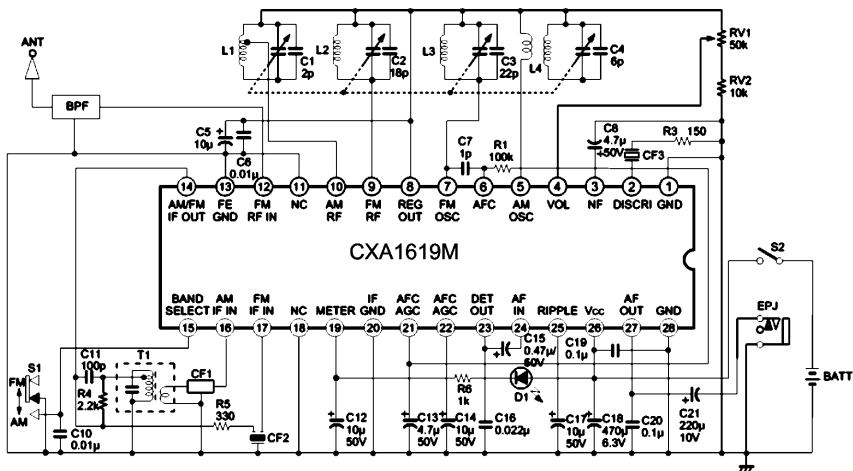 ANT
BPF
L1
C1
2p
L2
C2
18p
L3
C3
22p
L4
C4
6p
RV1
50k
RV2
10k
C5
10µ
C6
0.01µ
C7
1p
R1
100k
C8
4.7µ
50V
CF3
R3 150
14 13 12 11 10 9 8 7 6 5 4 3 2 1
AM/FM
IF OUT
FE
GND
FM
RF IN
NC
AM
RF
FM
RF
REG
OUT
FM
OSC
AFC
AM
OSC
VOL
NF
DISCRI
GND
CXA1619M
BAND
SELECT
AM
IF IN
FM
IF IN
NC
METER
IF
GND
AFC
AGC
AFC
AGC
DET
OUT
AF
IN
RIPPLE
Vcc
AF
OUT
GND
15 16 17 18 19 20 21 22 23 24 25 26 27 28
S2
EPJ
BATT
S1
FM
AM
C11
100p
R4
2.2k
C10
0.01µ
T1
CF1
R5
330
CF2
C15
0.47µ/
50V
C19
0.1µ
R6
1k
D1
C12
10µ
50V
C13
4.7µ
50V
C14
10µ
50V
C16
0.022µ
C17
10µ
50V
C18
470µ
6.3V
C20
0.1µ
C21
220µ
10V